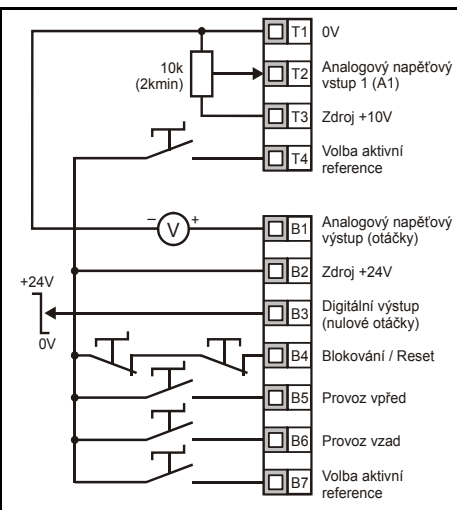 T1 0V
10k
(2kmin)
T2 Analogový napěťový
vstup 1 (A1)
T3 Zdroj +10V
T4 Volba aktivní
reference
– V +
B1 Analogový napěťový
výstup (otáčky)
B2 Zdroj +24V
+24V
0V
B3 Digitální výstup
(nulové otáčky)
B4 Blokování / Reset
B5 Provoz vpřed
B6 Provoz vzad
B7 Volba aktivní
reference